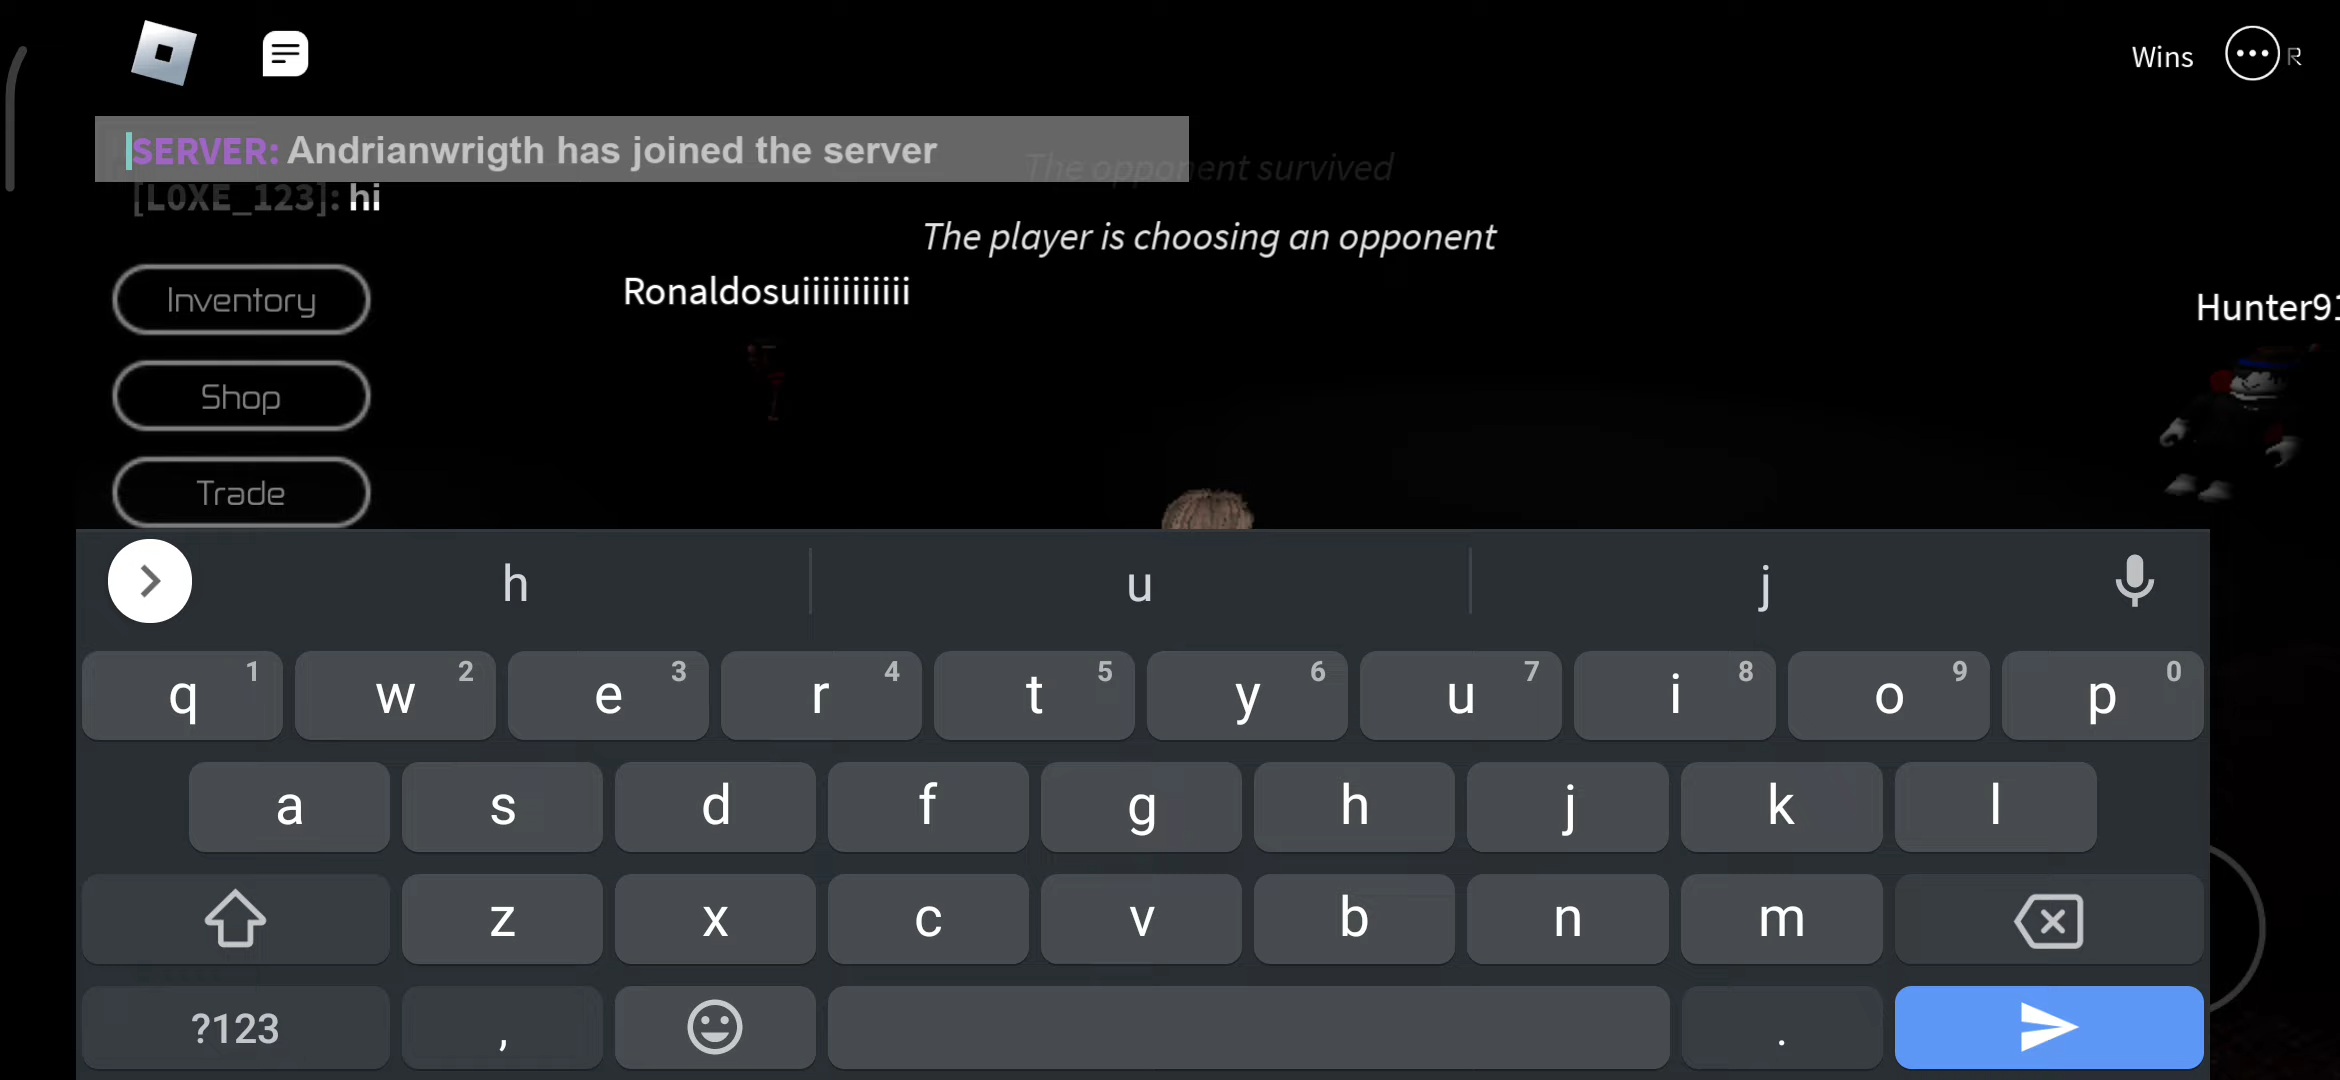 Wins
R
SERVER: Andrianwrigth has joined the server
The opponent survived
[L0XE_123]: hi
The player is choosing an opponent
Ronaldosuiiiiiiiiiii
Hunter91
Inventory
Shop
Trade
h u j
q 1 w 2 e 3 r 4 t 5 y 6 u 7 i 8 o 9 p 0
a s d f g h j k l
z x c v b n m
?123 , .